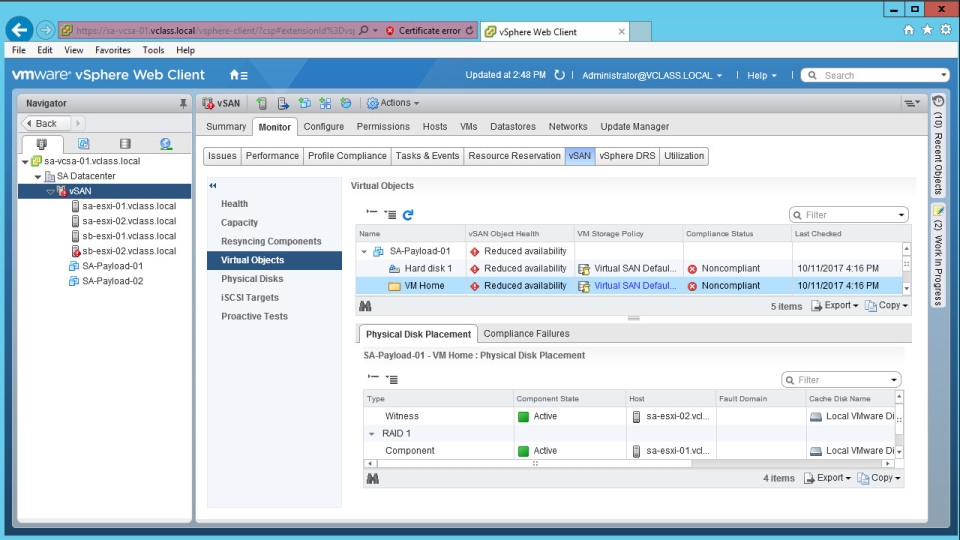 https://sa-vcsa-01.vclass.local/vsphere-client/?csp#extensionId%3Dvsp
Certificate error
vSphere Web Client
File Edit View Favorites Tools Help
vmware® vSphere Web Client
Updated at 2:48 PM
Administrator@VCLASS.LOCAL
Help
Search
Navigator
Back
sa-vcsa-01.vclass.local
SA Datacenter
vSAN
sa-esxi-01.vclass.local
sa-esxi-02.vclass.local
sb-esxi-01.vclass.local
sb-esxi-02.vclass.local
SA-Payload-01
SA-Payload-02
vSAN Actions
Summary Monitor Configure Permissions Hosts VMs Datastores Networks Update Manager
Issues Performance Profile Compliance Tasks & Events Resource Reservation vSAN vSphere DRS Utilization
Health
Capacity
Resyncing Components
Virtual Objects
Physical Disks
iSCSI Targets
Proactive Tests
Virtual Objects
Filter
Name vSAN Object Health VM Storage Policy Compliance Status Last Checked
SA-Payload-01 Reduced availability
Hard disk 1 Reduced availability Virtual SAN Defaul... Noncompliant 10/11/2017 4:16 PM
VM Home Reduced availability Virtual SAN Defaul... Noncompliant 10/11/2017 4:16 PM
5 items Export Copy
Physical Disk Placement Compliance Failures
SA-Payload-01 - VM Home : Physical Disk Placement
Filter
Type Component State Host Fault Domain Cache Disk Name
Witness Active sa-esxi-02.vcl... Local VMware Di
RAID 1
Component Active sa-esxi-01.vcl... Local VMware Di
4 items Export Copy
(10) Recent Objects
(2) Work In Progress